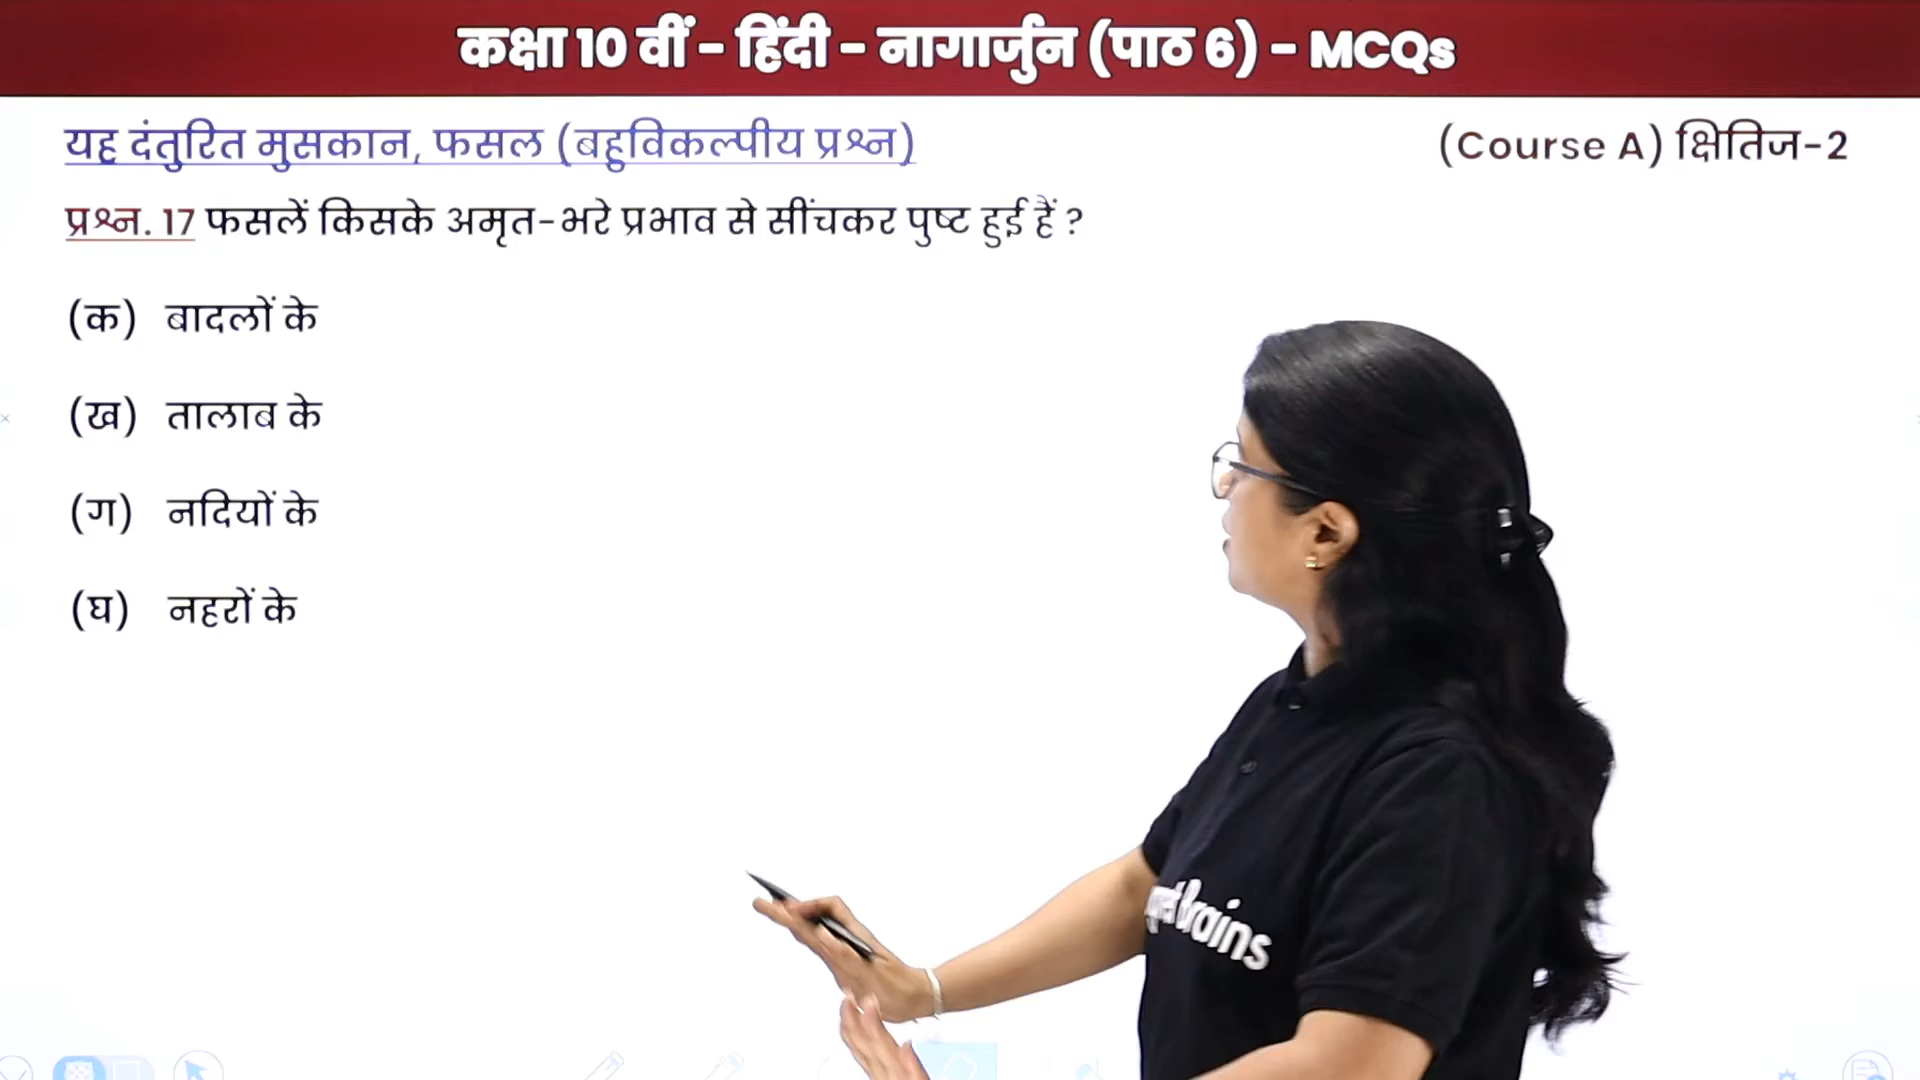 कक्षा 10 वीं - हिंदी - नागार्जुन (पाठ 6) - MCQs
यह दंतुरित मुसकान, फसल (बहुविकल्पीय प्रश्न)
(Course A) क्षितिज-2
प्रश्न. 17 फसलें किसके अमृत-भरे प्रभाव से सींचकर पुष्ट हुई हैं ?
(क) बादलों के
(ख) तालाब के
(ग) नदियों के
(घ) नहरों के
Brains